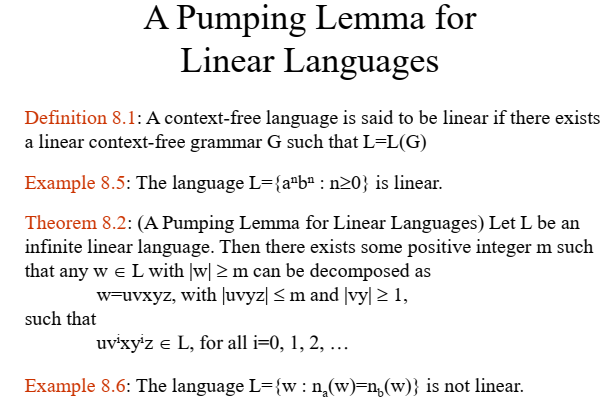 A Pumping Lemma for
Linear Languages
Definition 8.1: A context-free language is said to be linear if there exists
a linear context-free grammar G such that L=L(G)
Example 8.5: The language L={aⁿbⁿ : n≥0} is linear.
Theorem 8.2: (A Pumping Lemma for Linear Languages) Let L be an
infinite linear language. Then there exists some positive integer m such
that any w ∈ L with |w| ≥ m can be decomposed as
w=uvxyz, with |uvyz| ≤ m and |vy| ≥ 1,
such that
uvⁱxyⁱz ∈ L, for all i=0, 1, 2, …
Example 8.6: The language L={w : nₐ(w)=n_b(w)} is not linear.